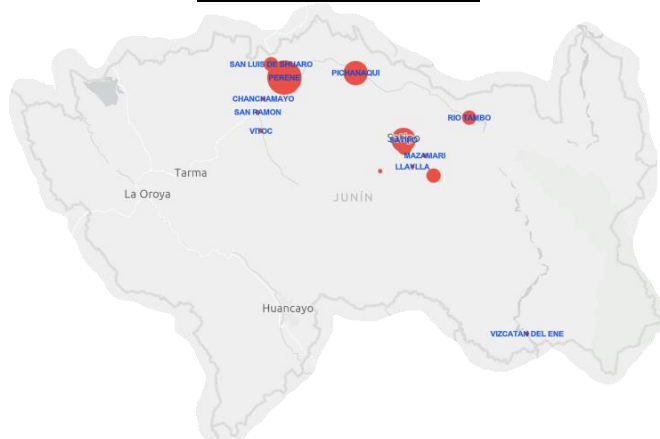 SAN LUIS DE SHUARO
PERENE
PICHANAQUI
CHANCHAMAYO
SAN RAMON
RIO TAMBO
VITOC
Satipo
SATIPO
MAZAMARI
LLAYLLA
Tarma
La Oroya
JUNÍN
Huancayo
VIZCATAN DEL ENE